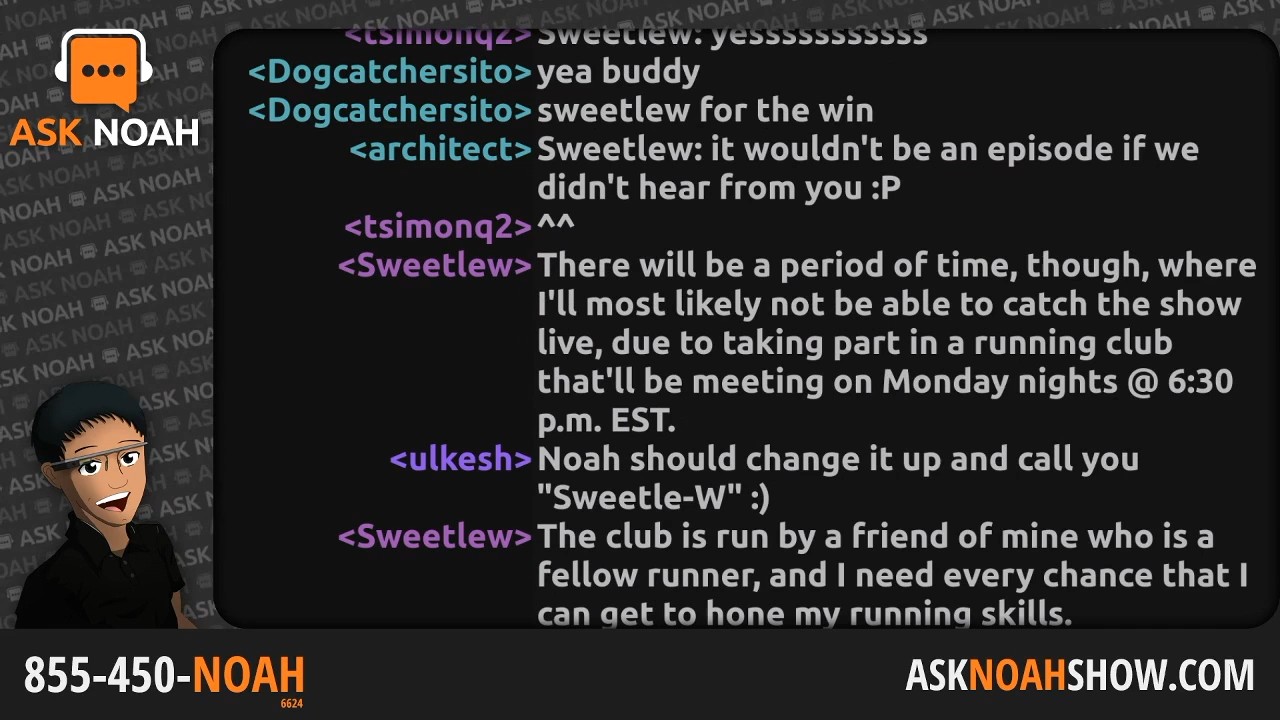 ASK NOAH
<tsimonq2> Sweetlew: yesssssssssss
<Dogcatchersito> yea buddy
<Dogcatchersito> sweetlew for the win
<architect> Sweetlew: it wouldn't be an episode if we
didn't hear from you :P
<tsimonq2> ^^
<Sweetlew> There will be a period of time, though, where
I'll most likely not be able to catch the show
live, due to taking part in a running club
that'll be meeting on Monday nights @ 6:30
p.m. EST.
<ulkesh> Noah should change it up and call you
"Sweetle-W" :)
<Sweetlew> The club is run by a friend of mine who is a
fellow runner, and I need every chance that I
can get to hone my running skills.
855-450-NOAH
6624
ASKNOAHSHOW.COM